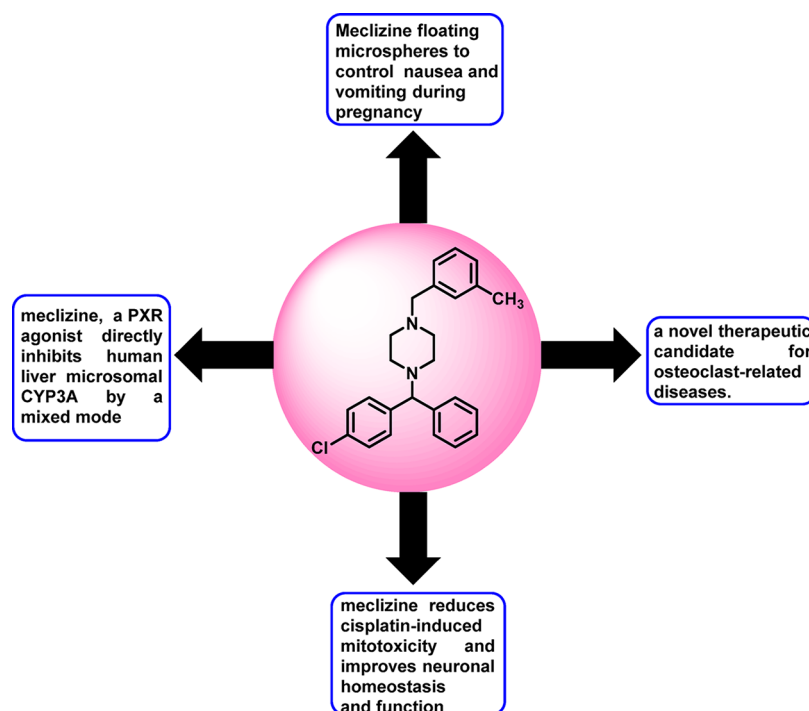 Meclizine floating
microspheres to
control nausea and
vomiting during
pregnancy
CH3
N
N
Cl
meclizine, a PXR
agonist directly
inhibits human
liver microsomal
CYP3A by a
mixed mode
a novel therapeutic
candidate for
osteoclast-related
diseases.
meclizine reduces
cisplatin-induced
mitotoxicity and
improves neuronal
homeostasis
and function